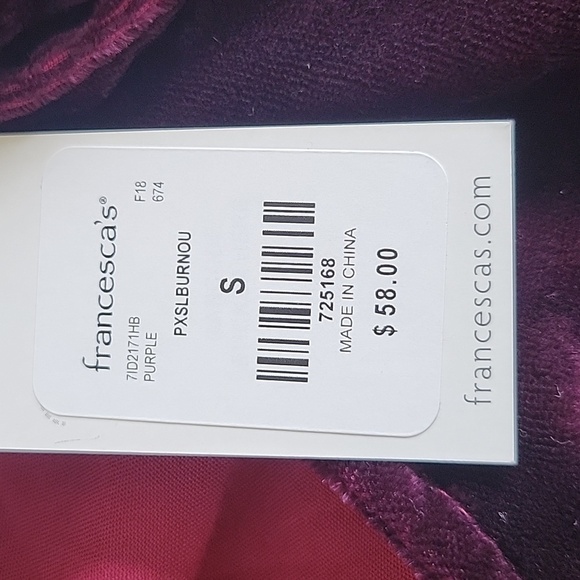 francesca's®
7ID2171HB F18
PURPLE 674
PXSLBURNOU
S
725168
MADE IN CHINA
$ 58.00
francescas.com